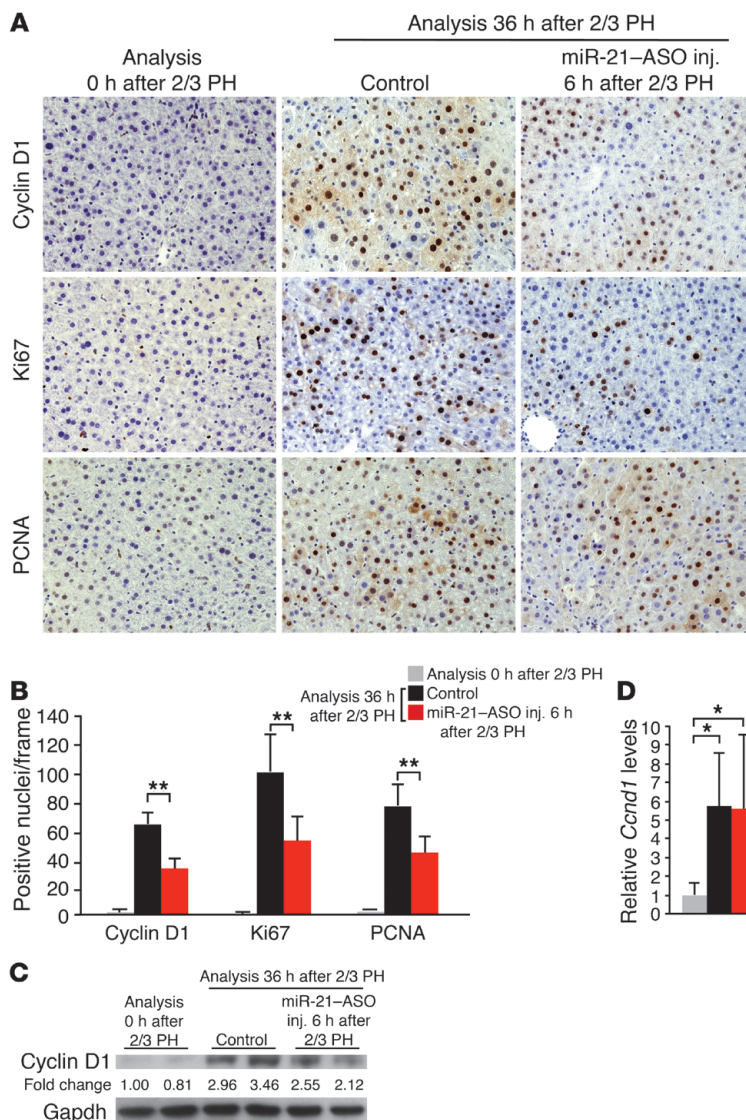 A
Analysis 36 h after 2/3 PH
Analysis
0 h after 2/3 PH
Control
miR-21–ASO inj.
6 h after 2/3 PH
Cyclin D1
Ki67
PCNA
B
Analysis 0 h after 2/3 PH
Analysis 36 h
after 2/3 PH
Control
miR-21–ASO inj. 6 h
after 2/3 PH
Positive nuclei/frame
140
120
100
80
60
40
20
0
**
**
**
Cyclin D1
Ki67
PCNA
D
Relative Ccnd1 levels
10
9
8
7
6
5
4
3
2
1
0
*
*
C
Analysis 36 h after 2/3 PH
Analysis
0 h after
2/3 PH
Control
miR-21–ASO
inj. 6 h after
2/3 PH
Cyclin D1
Fold change 1.00 0.81 2.96 3.46 2.55 2.12
Gapdh